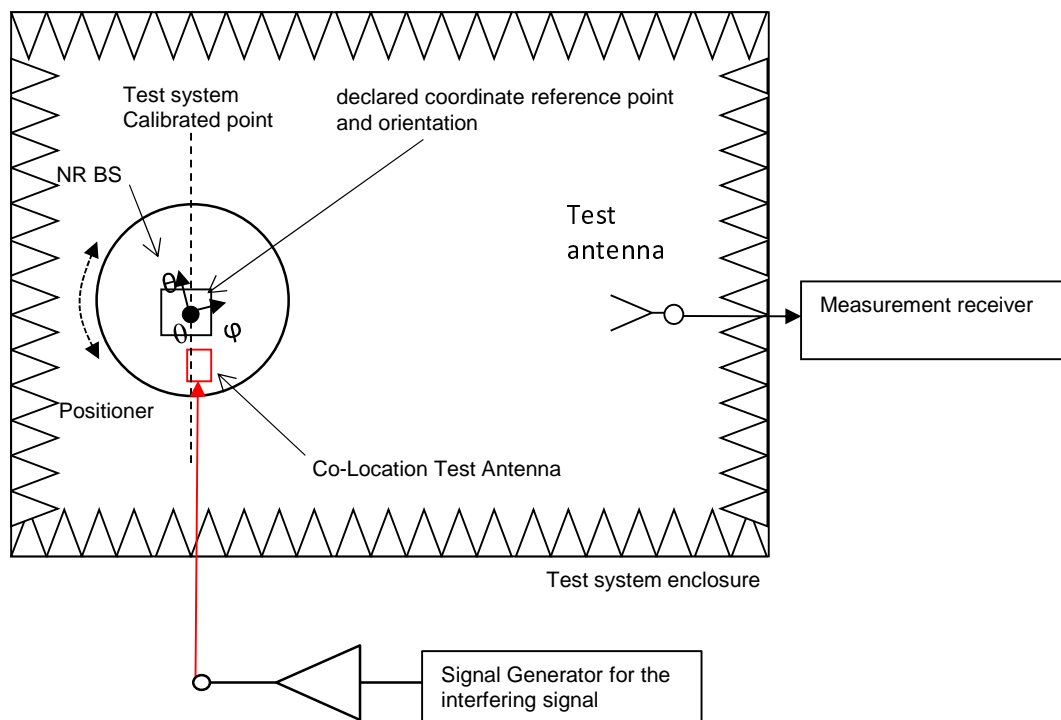 Test system
Calibrated point
declared coordinate reference point
and orientation
NR BS
Test
antenna
θ
θ
φ
Measurement receiver
Positioner
Co-Location Test Antenna
Test system enclosure
Signal Generator for the
interfering signal